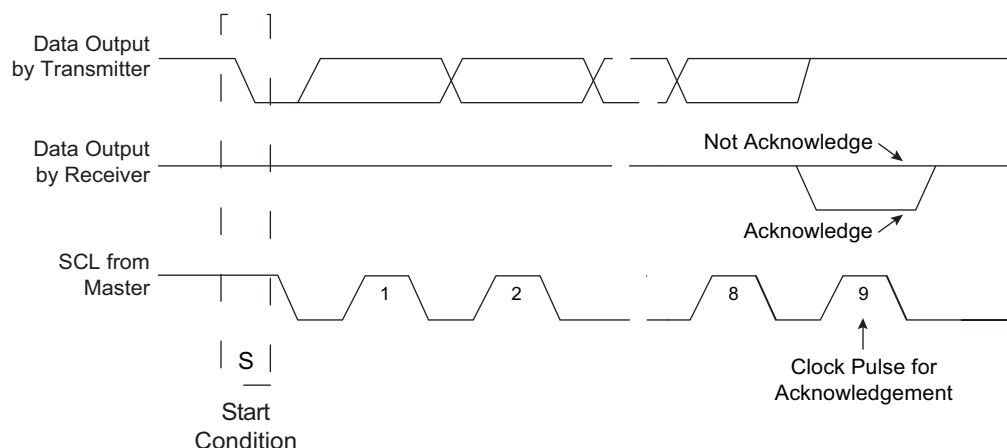 Data Output
by Transmitter
Data Output
by Receiver
Not Acknowledge
Acknowledge
SCL from
Master
1
2
8
9
S
Start
Condition
Clock Pulse for
Acknowledgement